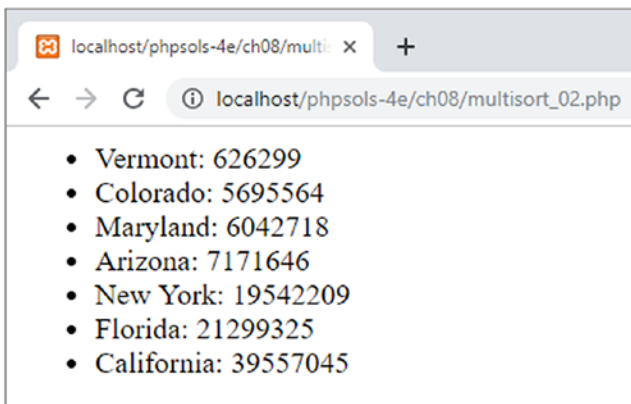 localhost/phpsols-4e/ch08/multis
localhost/phpsols-4e/ch08/multisort_02.php
• Vermont: 626299
• Colorado: 5695564
• Maryland: 6042718
• Arizona: 7171646
• New York: 19542209
• Florida: 21299325
• California: 39557045